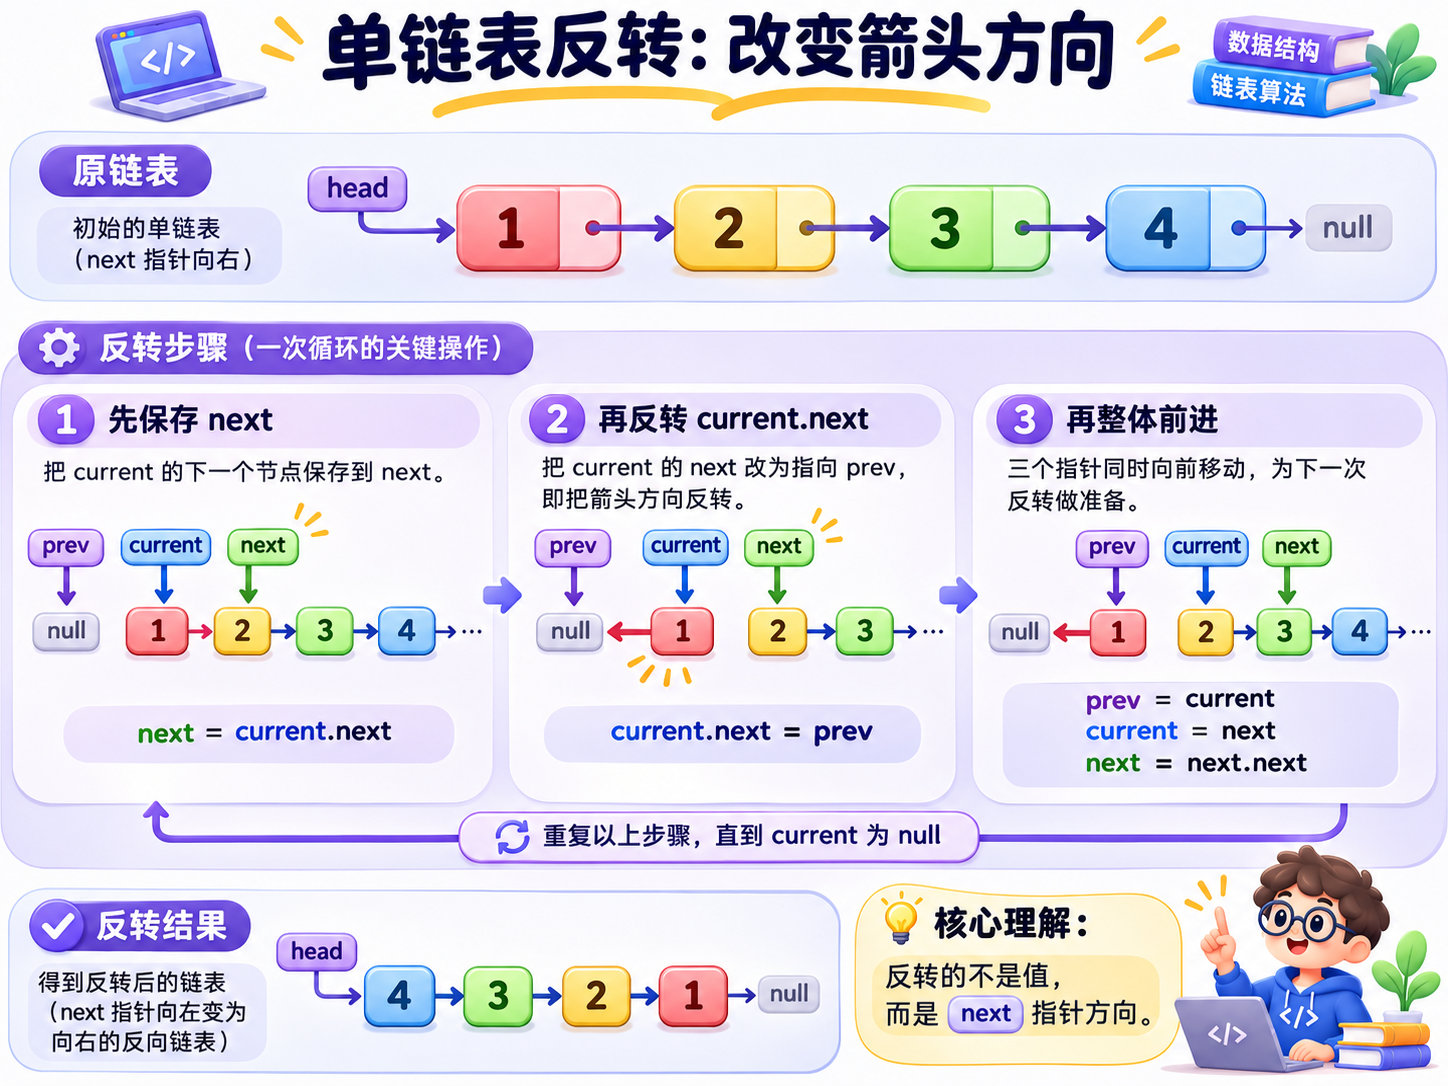 </>
单链表反转：改变箭头方向
数据结构
链表算法
原链表
初始的单链表
（next 指针向右）
head
1
2
3
4
null
反转步骤（一次循环的关键操作）
1 先保存 next
把 current 的下一个节点保存到 next。
prev
current
next
null
1
2
3
4
...
next = current.next
2 再反转 current.next
把 current 的 next 改为指向 prev，
即把箭头方向反转。
prev
current
next
null
1
2
3
...
current.next = prev
3 再整体前进
三个指针同时向前移动，为下一次
反转做准备。
prev
current
next
null
1
2
3
4
...
prev = current
current = next
next = next.next
重复以上步骤，直到 current 为 null
反转结果
得到反转后的链表
（next 指针向左变为
向右的反向链表）
head
4
3
2
1
null
核心理解：
反转的不是值，
而是 next 指针方向。
</>
</>